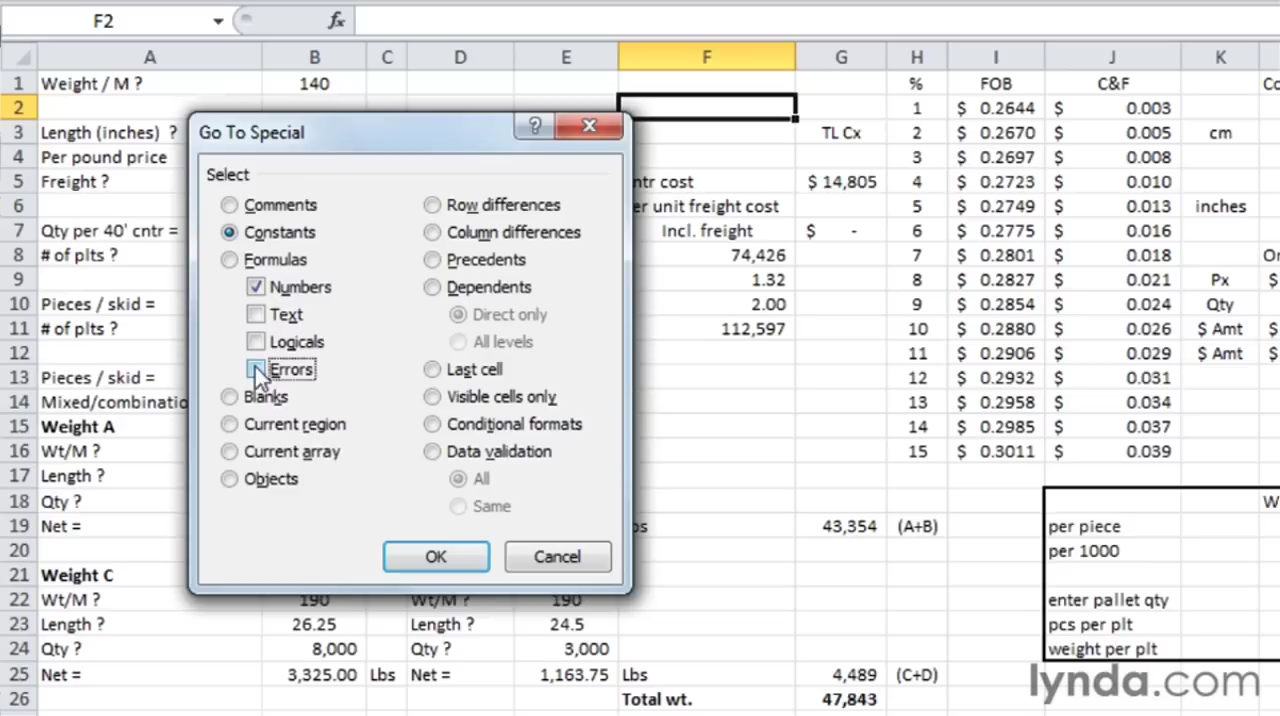 F2 fx
A B C D E F G H I J K
1 Weight / M ? 140 % FOB C&F
2 1 $ 0.2644 $ 0.003
3 Length (inches) ? TL Cx 2 $ 0.2670 $ 0.005 cm
4 Per pound price 3 $ 0.2697 $ 0.008
5 Freight ? ntr cost $ 14,805 4 $ 0.2723 $ 0.010
6 er unit freight cost 5 $ 0.2749 $ 0.013 inches
7 Qty per 40' cntr = Incl. freight $ - 6 $ 0.2775 $ 0.016
8 # of plts ? 74,426 7 $ 0.2801 $ 0.018
9 1.32 8 $ 0.2827 $ 0.021 Px $
10 Pieces / skid = 2.00 9 $ 0.2854 $ 0.024 Qty
11 # of plts ? 112,597 10 $ 0.2880 $ 0.026 $ Amt $
12 11 $ 0.2906 $ 0.029 $ Amt $
13 Pieces / skid = 12 $ 0.2932 $ 0.031
14 Mixed/combinatio 13 $ 0.2958 $ 0.034
15 Weight A 14 $ 0.2985 $ 0.037
16 Wt/M ? 15 $ 0.3011 $ 0.039
17 Length ?
18 Qty ?
19 Net = 43,354 (A+B) per piece
20 per 1000
21 Weight C
22 Wt/M ? 190 Wt/M ? 190 enter pallet qty
23 Length ? 26.25 Length ? 24.5 pcs per plt
24 Qty ? 8,000 Qty ? 3,000 weight per plt
25 Net = 3,325.00 Lbs Net = 1,163.75 Lbs 4,489 (C+D)
26 Total wt. 47,843
Go To Special
?
Select
Comments
Constants
Formulas
Numbers
Text
Logicals
Errors
Blanks
Current region
Current array
Objects
Row differences
Column differences
Precedents
Dependents
Direct only
All levels
Last cell
Visible cells only
Conditional formats
Data validation
All
Same
OK Cancel
lynda.com